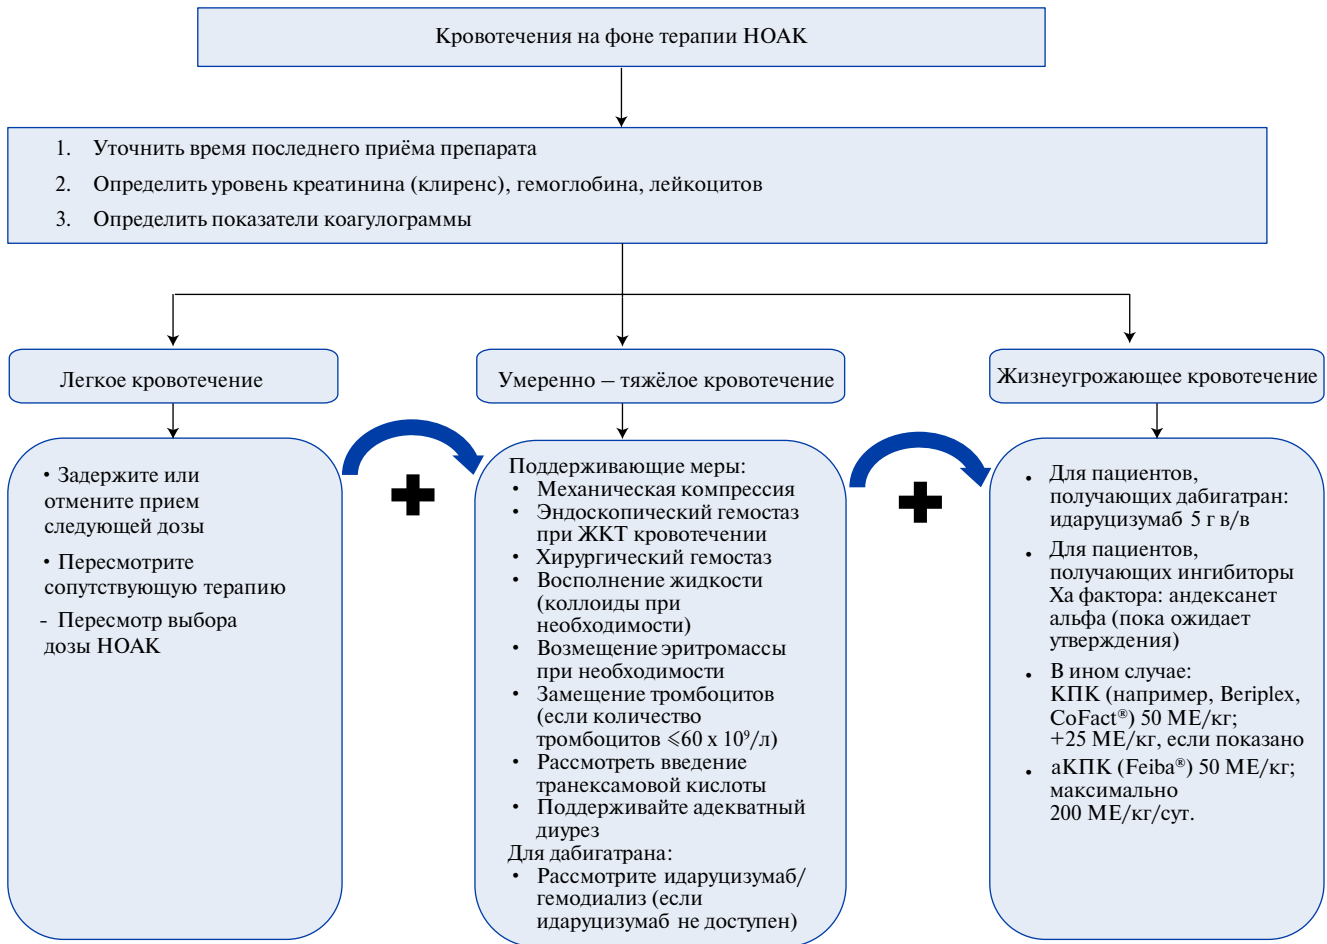 Кровотечения на фоне терапии НОАК
1. Уточнить время последнего приёма препарата
2. Определить уровень креатинина (клиренс), гемоглобина, лейкоцитов
3. Определить показатели коагулограммы
Легкое кровотечение
Умеренно – тяжёлое кровотечение
Жизнеугрожающее кровотечение
• Задержите или
отмените прием
следующей дозы
• Пересмотрите
сопутствующую терапию
- Пересмотр выбора
дозы НОАК
Поддерживающие меры:
• Механическая компрессия
• Эндоскопический гемостаз
при ЖКТ кровотечении
• Хирургический гемостаз
• Восполнение жидкости
(коллоиды при
необходимости)
• Возмещение эритромассы
при необходимости
• Замещение тромбоцитов
(если количество
тромбоцитов ⩽60 x 10⁹/л)
• Рассмотреть введение
транексамовой кислоты
• Поддерживайте адекватный
диурез
Для дабигатрана:
• Рассмотрите идаруцизумаб/
гемодиализ (если
идаруцизумаб не доступен)
• Для пациентов,
получающих дабигатран:
идаруцизумаб 5 г в/в
• Для пациентов,
получающих ингибиторы
Ха фактора: андексанет
альфа (пока ожидает
утверждения)
• В ином случае:
КПК (например, Beriplex,
CoFact®) 50 МЕ/кг;
+25 МЕ/кг, если показано
• аКПК (Feiba®) 50 МЕ/кг;
максимально
200 МЕ/кг/сут.